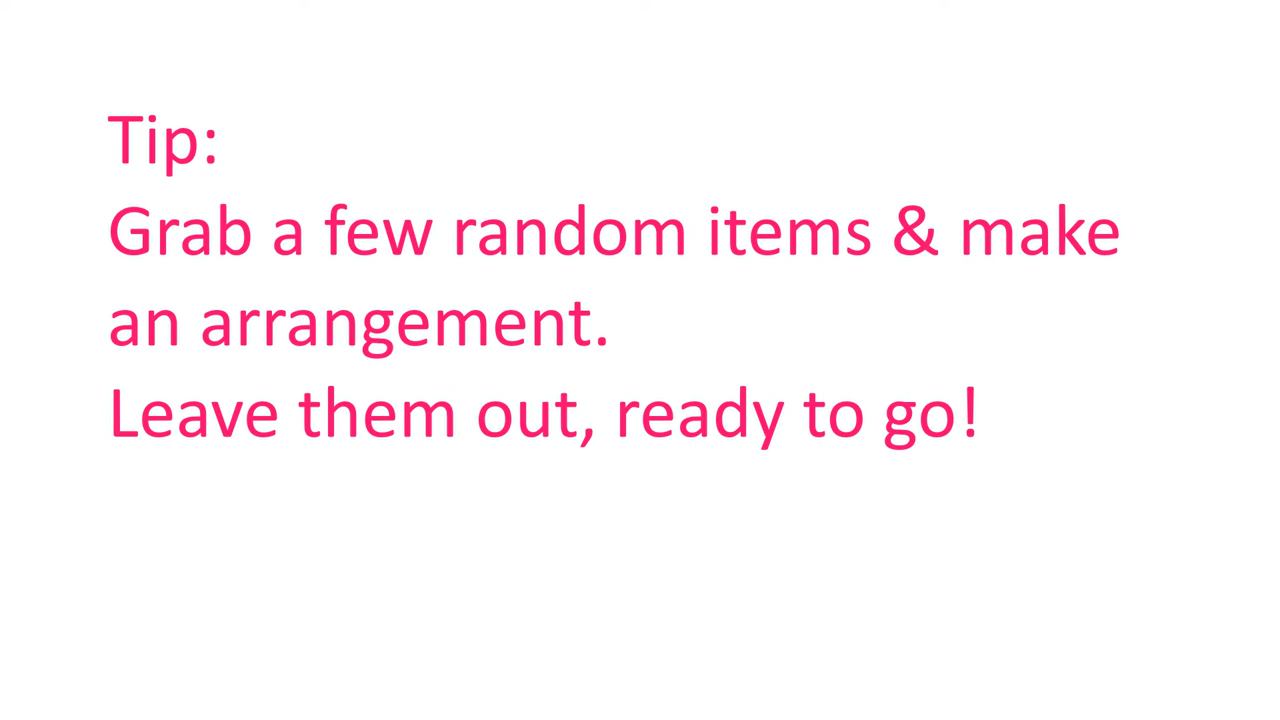 Tip:
Grab a few random items & make
an arrangement.
Leave them out, ready to go!